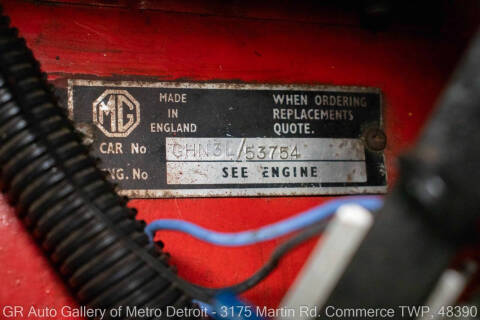 MG
MADE
IN
ENGLAND
WHEN ORDERING
REPLACEMENTS
QUOTE.
CAR No GHN3L/53754
ENG. No SEE ENGINE
GR Auto Gallery of Metro Detroit - 3175 Martin Rd. Commerce TWP, 48390